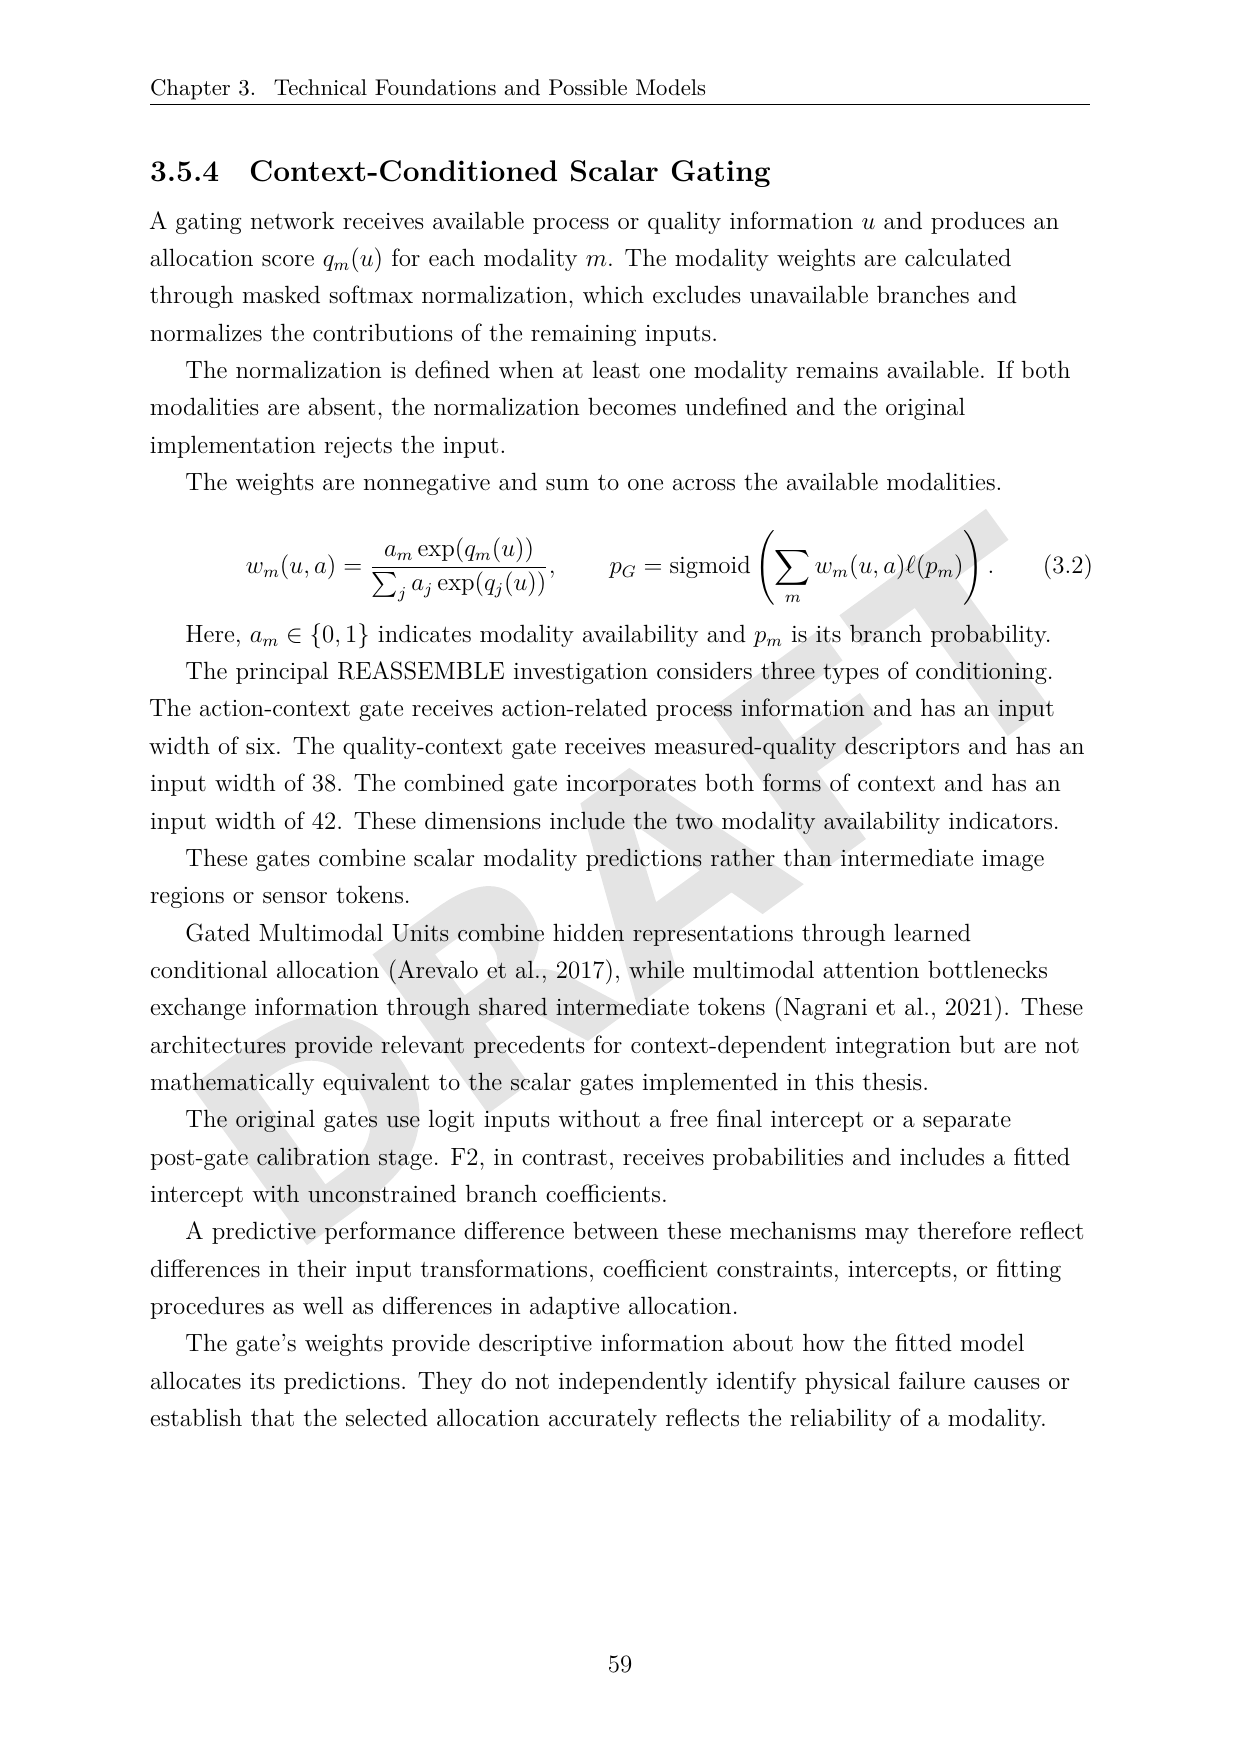 Chapter 3. Technical Foundations and Possible Models
3.5.4 Context-Conditioned Scalar Gating
A gating network receives available process or quality information u and produces an
allocation score qₘ(u) for each modality m. The modality weights are calculated
through masked softmax normalization, which excludes unavailable branches and
normalizes the contributions of the remaining inputs.
The normalization is defined when at least one modality remains available. If both
modalities are absent, the normalization becomes undefined and the original
implementation rejects the input.
The weights are nonnegative and sum to one across the available modalities.
wₘ(u, a) = aₘ exp(qₘ(u)) / ∑ⱼ aⱼ exp(qⱼ(u)), p_G = sigmoid (∑ₘ wₘ(u, a)ℓ(pₘ)). (3.2)
Here, aₘ ∈ {0, 1} indicates modality availability and pₘ is its branch probability.
The principal REASSEMBLE investigation considers three types of conditioning.
The action-context gate receives action-related process information and has an input
width of six. The quality-context gate receives measured-quality descriptors and has an
input width of 38. The combined gate incorporates both forms of context and has an
input width of 42. These dimensions include the two modality availability indicators.
These gates combine scalar modality predictions rather than intermediate image
regions or sensor tokens.
Gated Multimodal Units combine hidden representations through learned
conditional allocation (Arevalo et al., 2017), while multimodal attention bottlenecks
exchange information through shared intermediate tokens (Nagrani et al., 2021). These
architectures provide relevant precedents for context-dependent integration but are not
mathematically equivalent to the scalar gates implemented in this thesis.
The original gates use logit inputs without a free final intercept or a separate
post-gate calibration stage. F2, in contrast, receives probabilities and includes a fitted
intercept with unconstrained branch coefficients.
A predictive performance difference between these mechanisms may therefore reflect
differences in their input transformations, coefficient constraints, intercepts, or fitting
procedures as well as differences in adaptive allocation.
The gate's weights provide descriptive information about how the fitted model
allocates its predictions. They do not independently identify physical failure causes or
establish that the selected allocation accurately reflects the reliability of a modality.
59
DRAFT